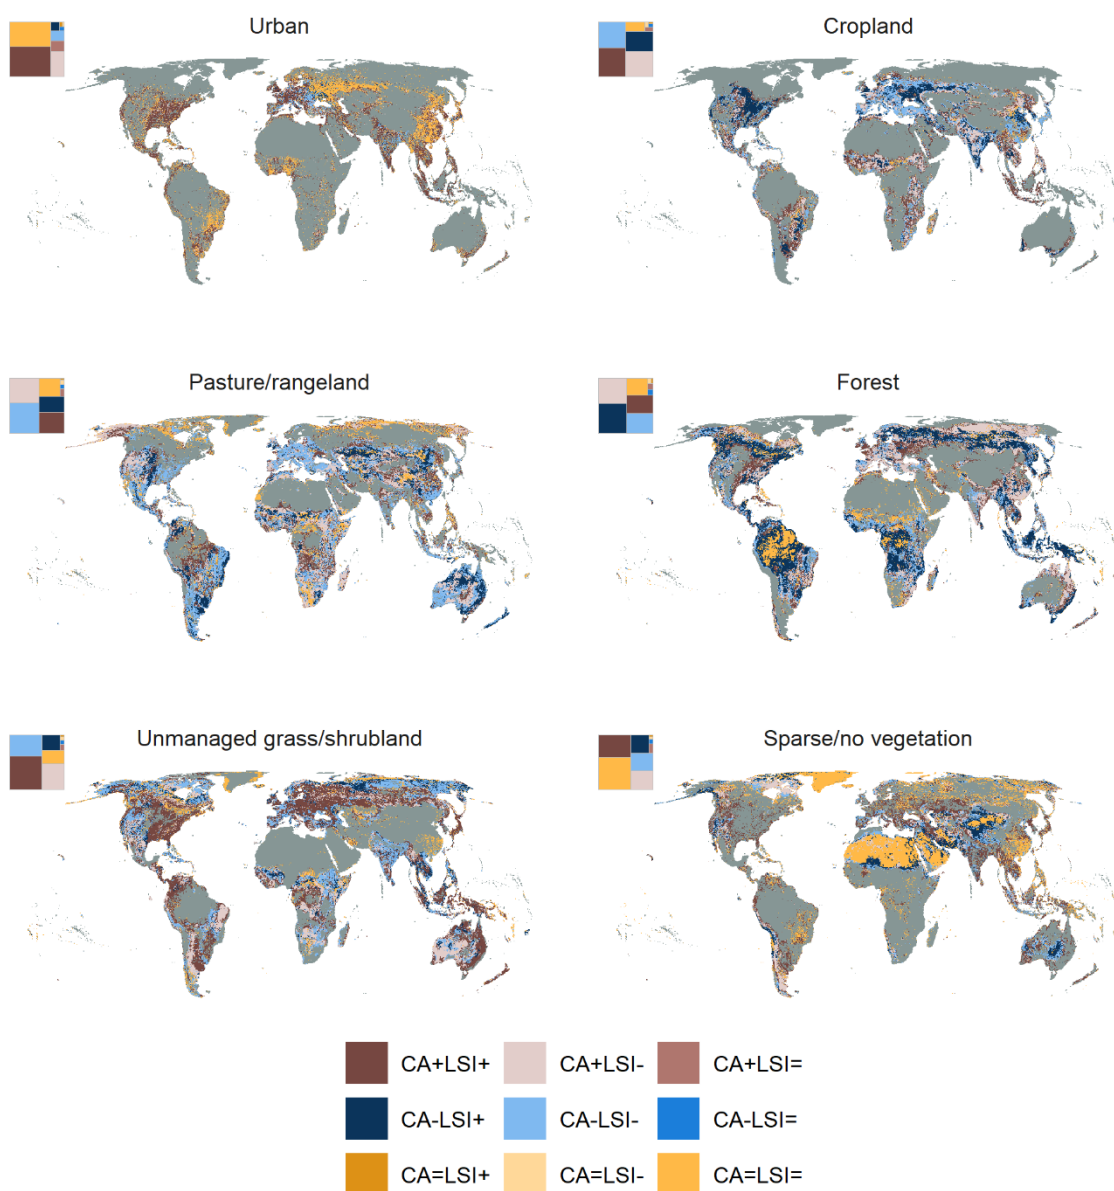 Urban
Cropland
Pasture/rangeland
Forest
Unmanaged grass/shrubland
Sparse/no vegetation
CA+LSI+ CA+LSI- CA+LSI=
CA-LSI+ CA-LSI- CA-LSI=
CA=LSI+ CA=LSI- CA=LSI=